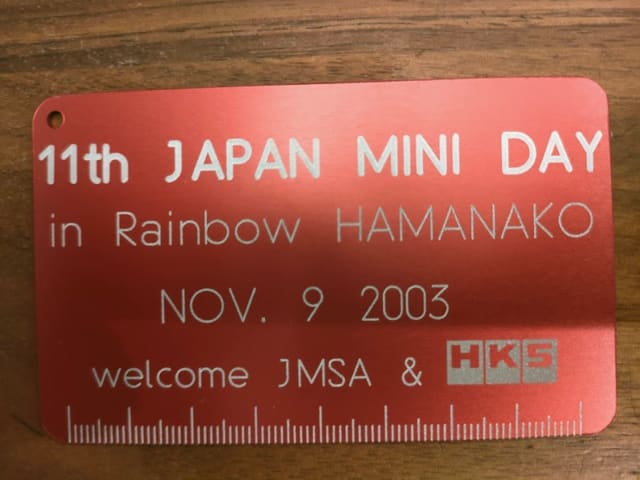 11th JAPAN MINI DAY
in Rainbow HAMANAKO
NOV. 9 2003
welcome JMSA & HKS